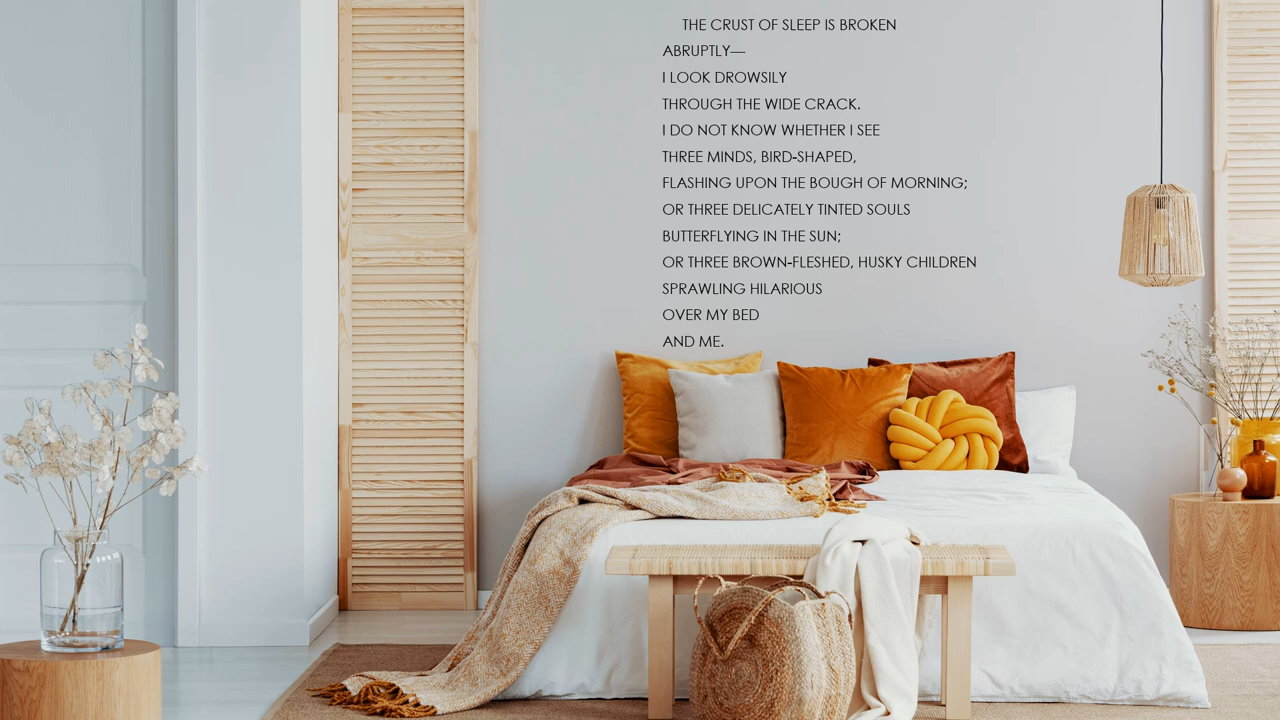 THE CRUST OF SLEEP IS BROKEN
ABRUPTLY—
I LOOK DROWSILY
THROUGH THE WIDE CRACK.
I DO NOT KNOW WHETHER I SEE
THREE MINDS, BIRD-SHAPED,
FLASHING UPON THE BOUGH OF MORNING;
OR THREE DELICATELY TINTED SOULS
BUTTERFLYING IN THE SUN;
OR THREE BROWN-FLESHED, HUSKY CHILDREN
SPRAWLING HILARIOUS
OVER MY BED
AND ME.